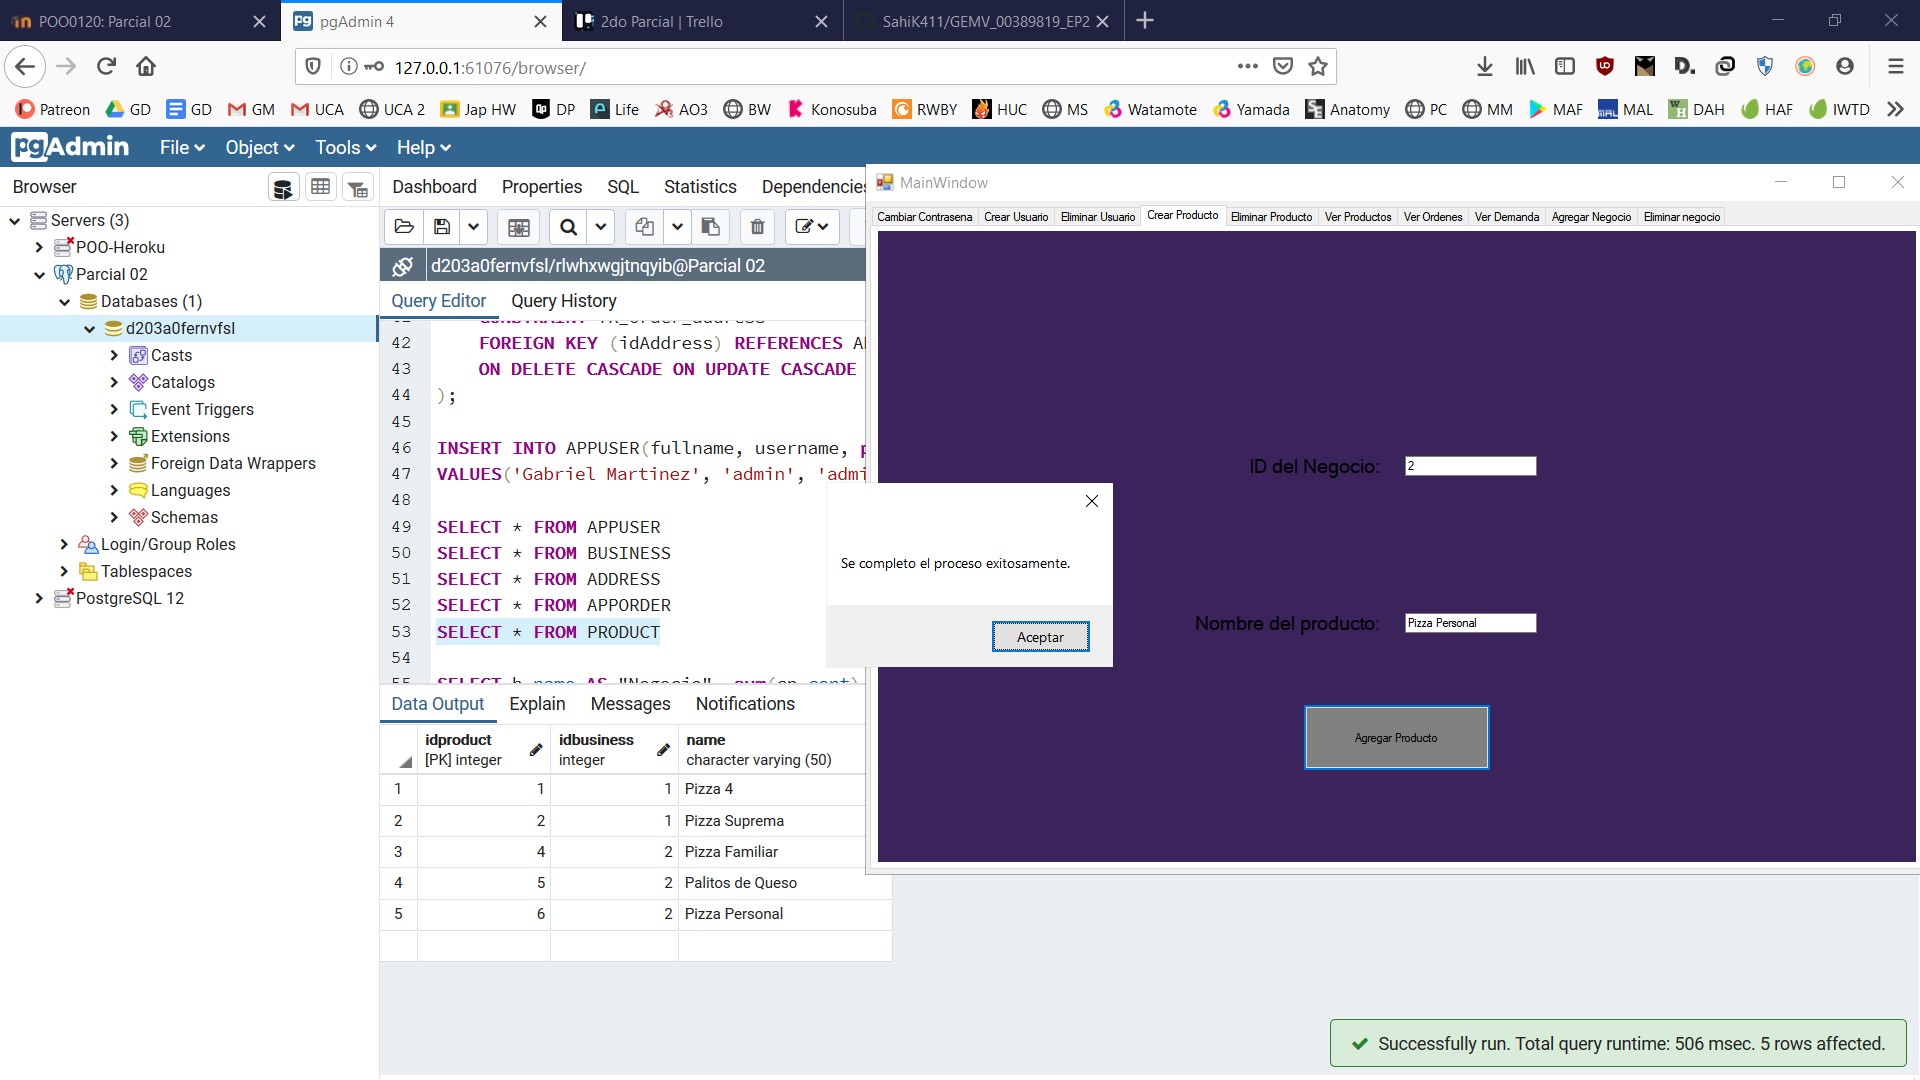 POO0120: Parcial 02
pgAdmin 4
2do Parcial | Trello
SahiK411/GEMV_00389819_EP2
127.0.0.1:61076/browser/
Patreon GD GD GM UCA UCA 2 Jap HW DP Life AO3 BW Konosuba RWBY HUC MS Watamote Yamada Anatomy PC MM MAF MAL DAH HAF IWTD
pgAdmin File Object Tools Help
Browser
Servers (3)
POO-Heroku
Parcial 02
Databases (1)
d203a0fernvfsl
Casts
Catalogs
Event Triggers
Extensions
Foreign Data Wrappers
Languages
Schemas
Login/Group Roles
Tablespaces
PostgreSQL 12
Dashboard Properties SQL Statistics Dependencies
d203a0fernvfsl/rlwhxwgjtnqyib@Parcial 02
Query Editor Query History
42 FOREIGN KEY (idAddress) REFERENCES
43 ON DELETE CASCADE ON UPDATE CASCADE
44 );
45
46 INSERT INTO APPUSER(fullname, username,
47 VALUES('Gabriel Martinez', 'admin', 'admi
48
49 SELECT * FROM APPUSER
50 SELECT * FROM BUSINESS
51 SELECT * FROM ADDRESS
52 SELECT * FROM APPORDER
53 SELECT * FROM PRODUCT
54
Data Output Explain Messages Notifications
idproduct idbusiness name
[PK] integer integer character varying (50)
1 1 1 Pizza 4
2 2 1 Pizza Suprema
3 4 2 Pizza Familiar
4 5 2 Palitos de Queso
5 6 2 Pizza Personal
MainWindow
Cambiar Contrasena Crear Usuario Eliminar Usuario Crear Producto Eliminar Producto Ver Productos Ver Ordenes Ver Demanda Agregar Negocio Eliminar negocio
ID del Negocio: 2
Nombre del producto: Pizza Personal
Agregar Producto
Se completo el proceso exitosamente.
Aceptar
Successfully run. Total query runtime: 506 msec. 5 rows affected.